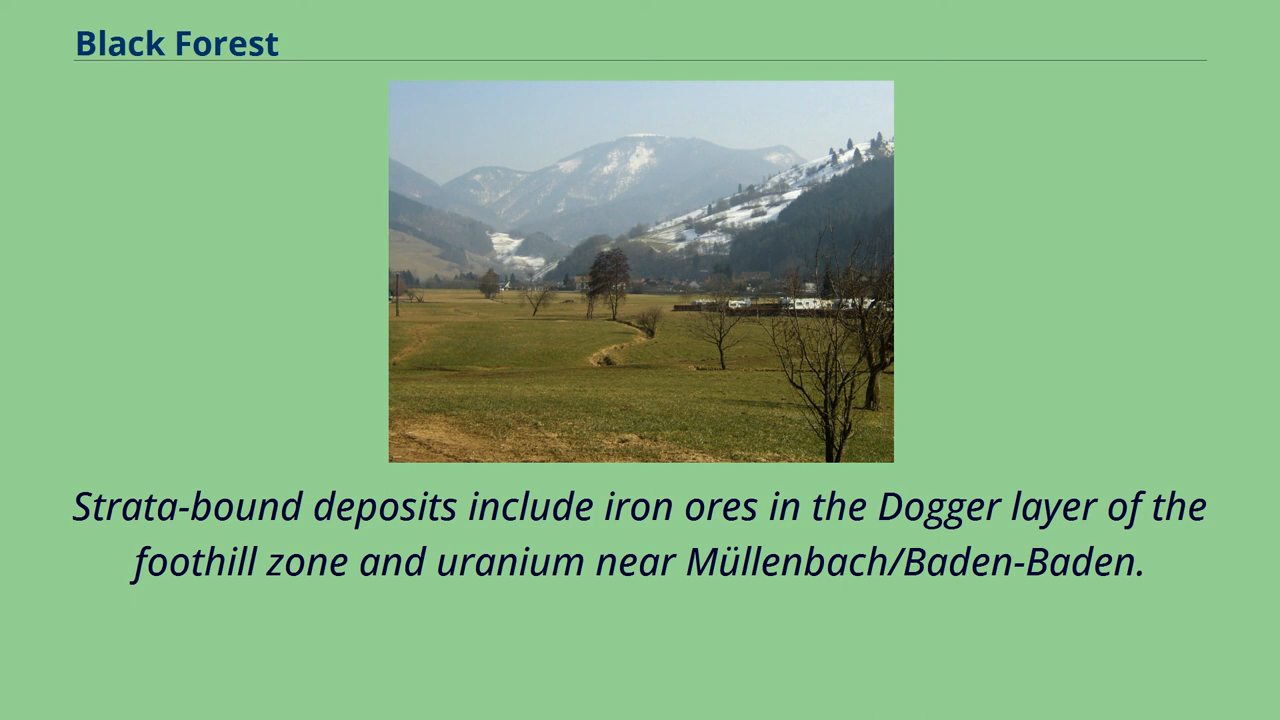 Black Forest
Strata-bound deposits include iron ores in the Dogger layer of the
foothill zone and uranium near Müllenbach/Baden-Baden.